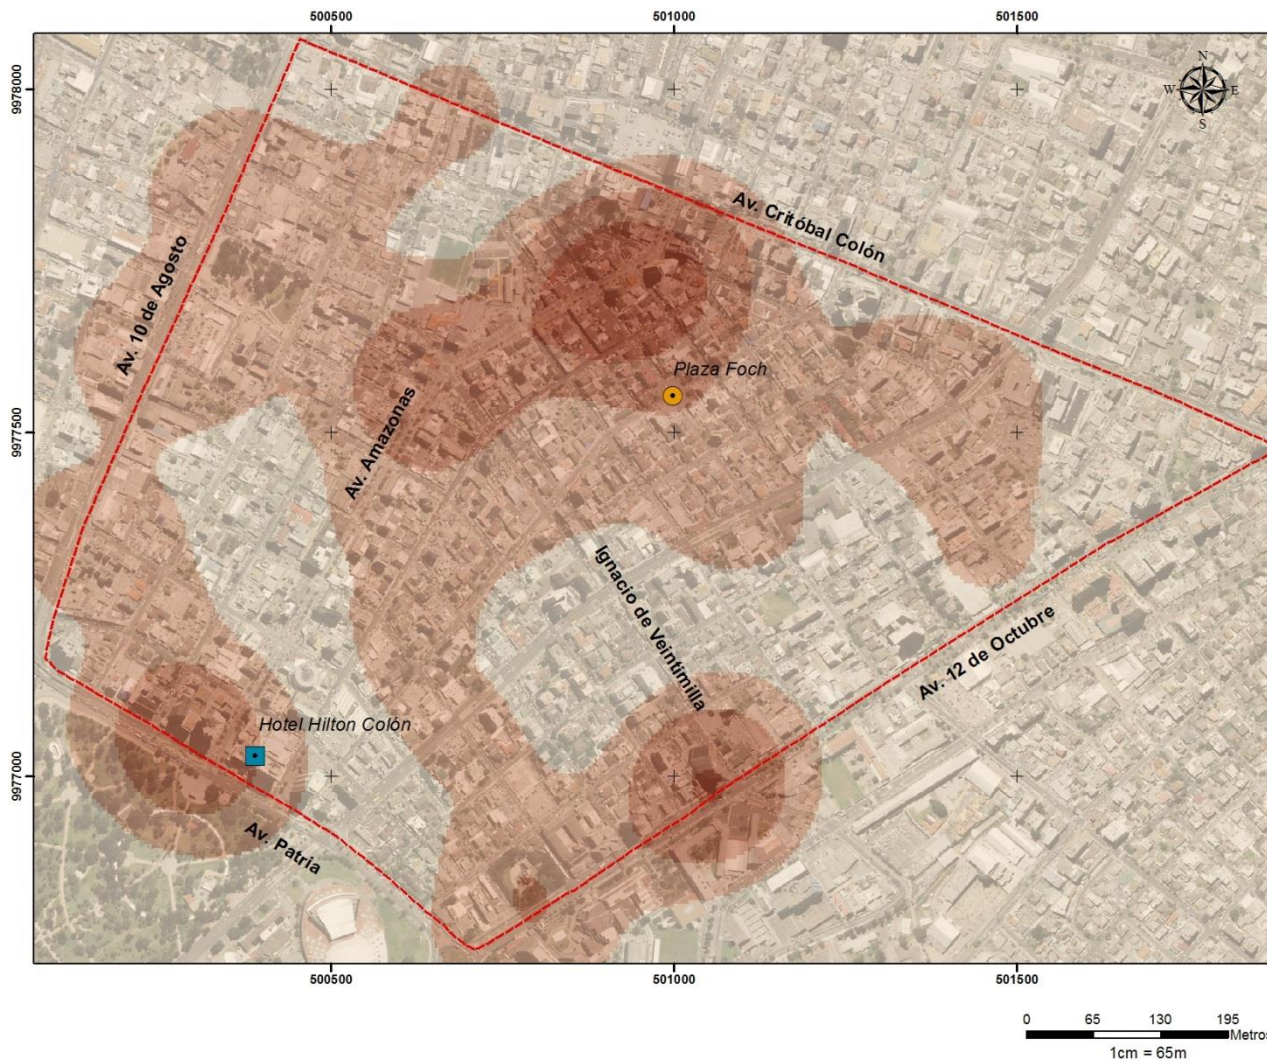 500500 501000 501500
9978000
N
W E
S
Av. Critóbal Colón
Av. 10 de Agosto
Plaza Foch
Av. Amazonas
9977500
Ignacio de Veintimilla
Av. 12 de Octubre
Hotel Hilton Colón
9977000
Av. Patria
500500 501000 501500
0 65 130 195
Metros
1cm = 65m